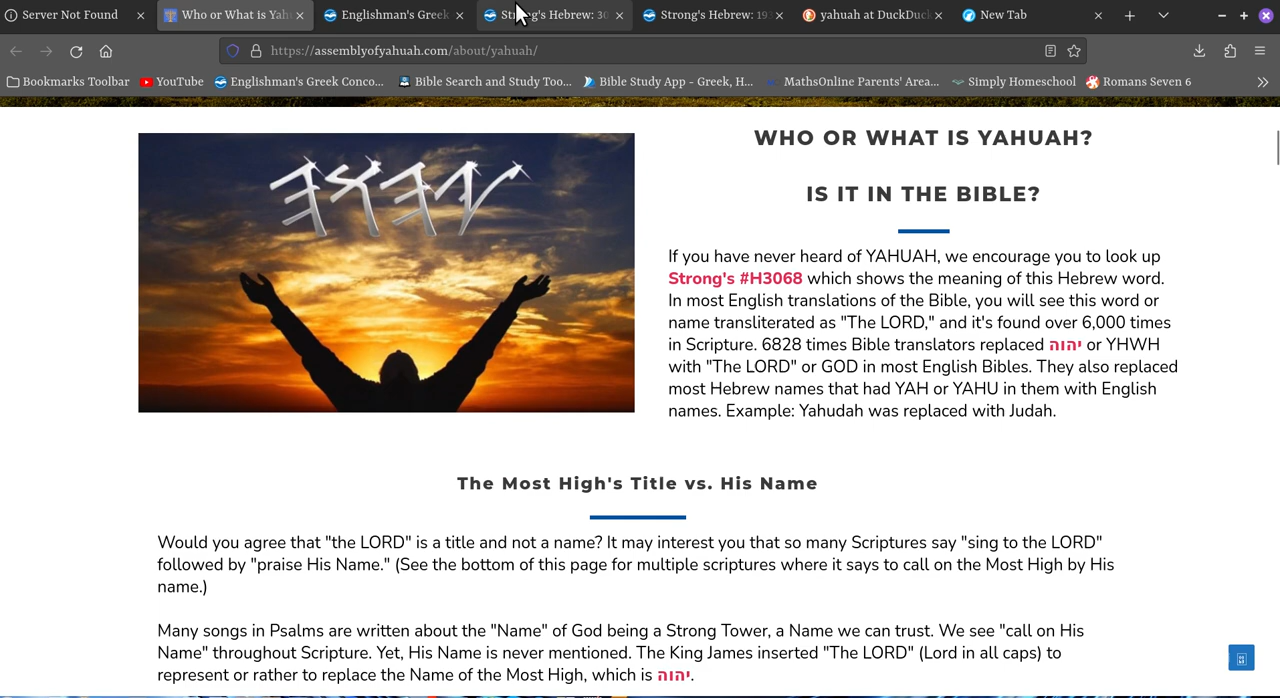 Server Not Found
Who or What is Yah
Englishman's Greek
Strong's Hebrew: 30
Strong's Hebrew: 19
yahuah at DuckDuc
New Tab
https://assemblyofyahuah.com/about/yahuah/
Bookmarks Toolbar
YouTube
Englishman's Greek Conco...
Bible Search and Study Too...
Bible Study App - Greek, H...
MathsOnline Parents' Area...
Simply Homeschool
Romans Seven 6
𐤉𐤄𐤅𐤄
WHO OR WHAT IS YAHUAH?
IS IT IN THE BIBLE?
If you have never heard of YAHUAH, we encourage you to look up
Strong's #H3068 which shows the meaning of this Hebrew word.
In most English translations of the Bible, you will see this word or
name transliterated as "The LORD," and it's found over 6,000 times
in Scripture. 6828 times Bible translators replaced יהוה or YHWH
with "The LORD" or GOD in most English Bibles. They also replaced
most Hebrew names that had YAH or YAHU in them with English
names. Example: Yahudah was replaced with Judah.
The Most High's Title vs. His Name
Would you agree that "the LORD" is a title and not a name? It may interest you that so many Scriptures say "sing to the LORD"
followed by "praise His Name." (See the bottom of this page for multiple scriptures where it says to call on the Most High by His
name.)
Many songs in Psalms are written about the "Name" of God being a Strong Tower, a Name we can trust. We see "call on His
Name" throughout Scripture. Yet, His Name is never mentioned. The King James inserted "The LORD" (Lord in all caps) to
represent or rather to replace the Name of the Most High, which is יהוה.